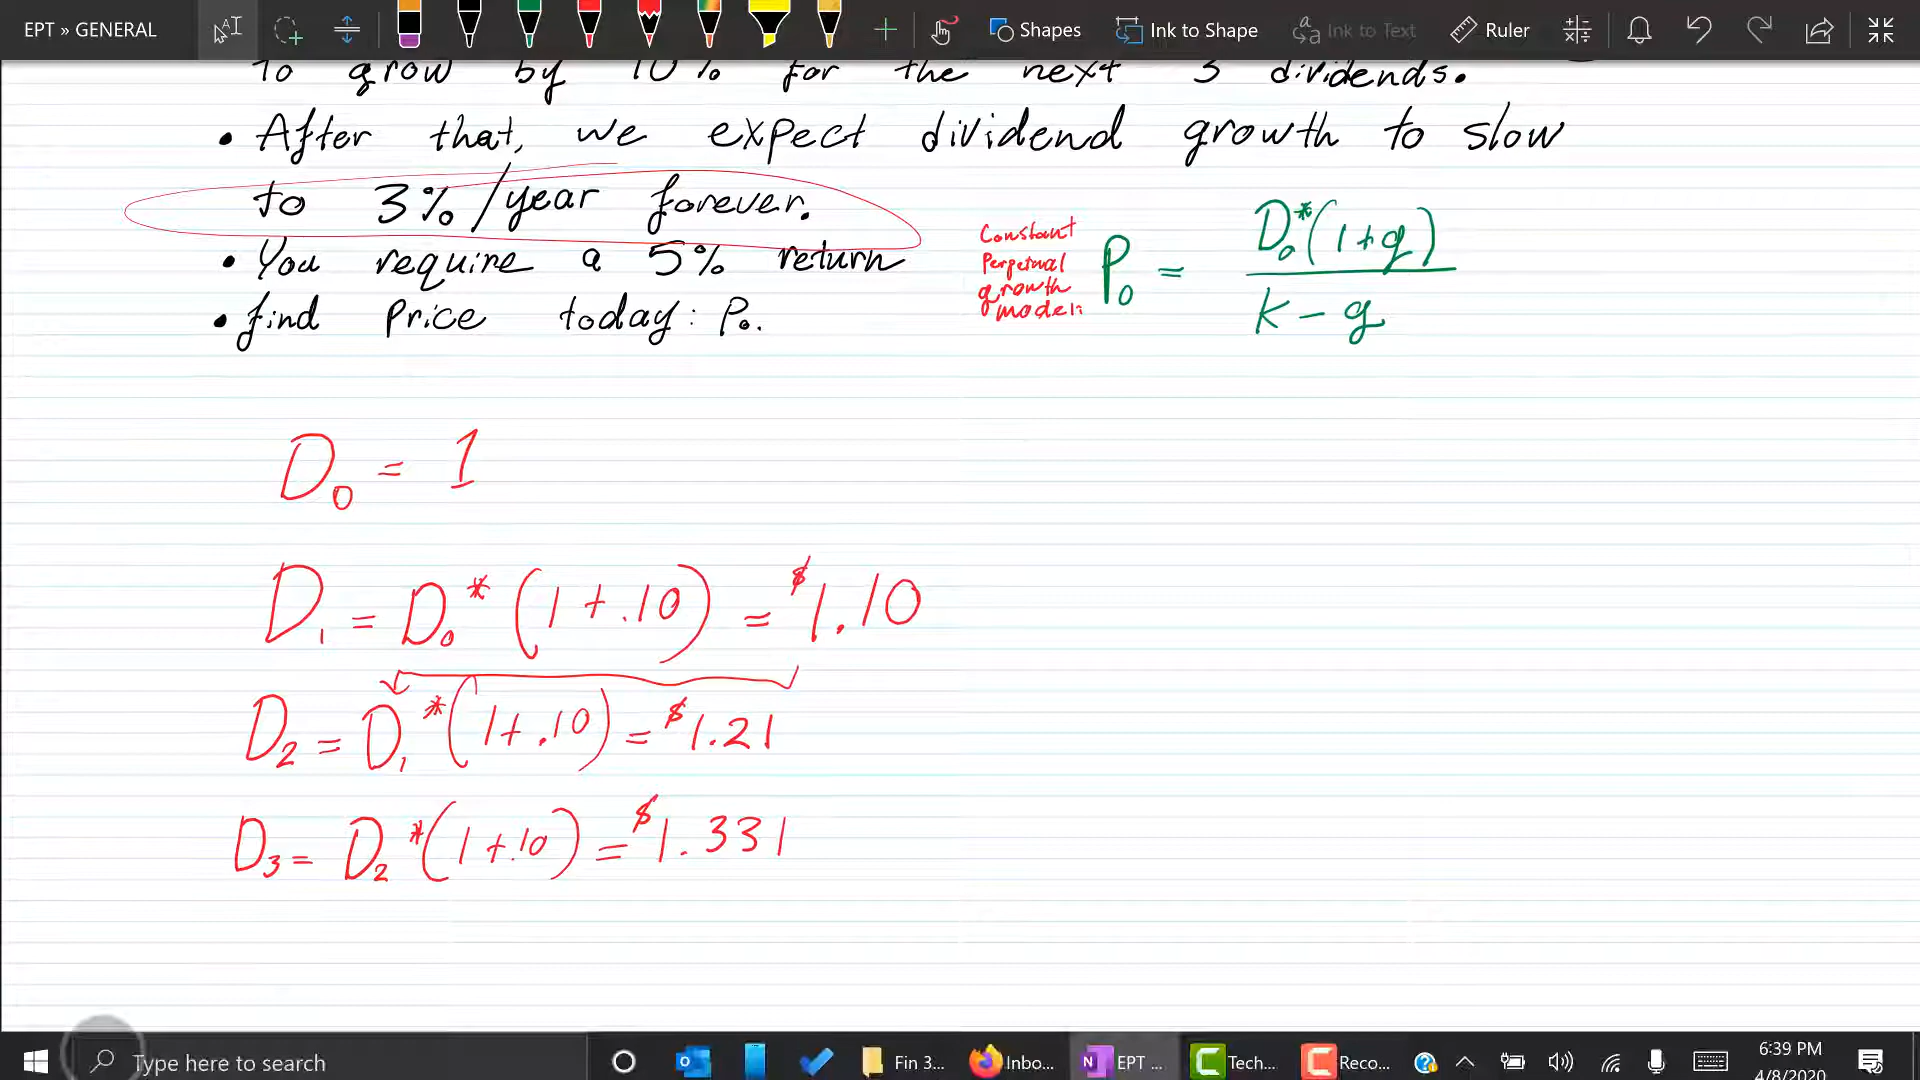 EPT » GENERAL
Shapes
Ink to Shape
Ink to Text
Ruler
to grow by 10% for the next 3 dividends.
• After that, we expect dividend growth to slow
to 3%/year forever.
• You require a 5% return
• find Price today: P₀.
Constant
Perpetual
growth
model:
P₀ = D₀*(1+g)
k - g
D₀ = 1
D₁ = D₀*(1+.10) = $1.10
D₂ = D₁*(1+.10) = $1.21
D₃ = D₂*(1+.10) = $1.331
Type here to search
Fin 3...
Inbo...
EPT ...
Tech...
Reco...
6:39 PM
4/8/2020